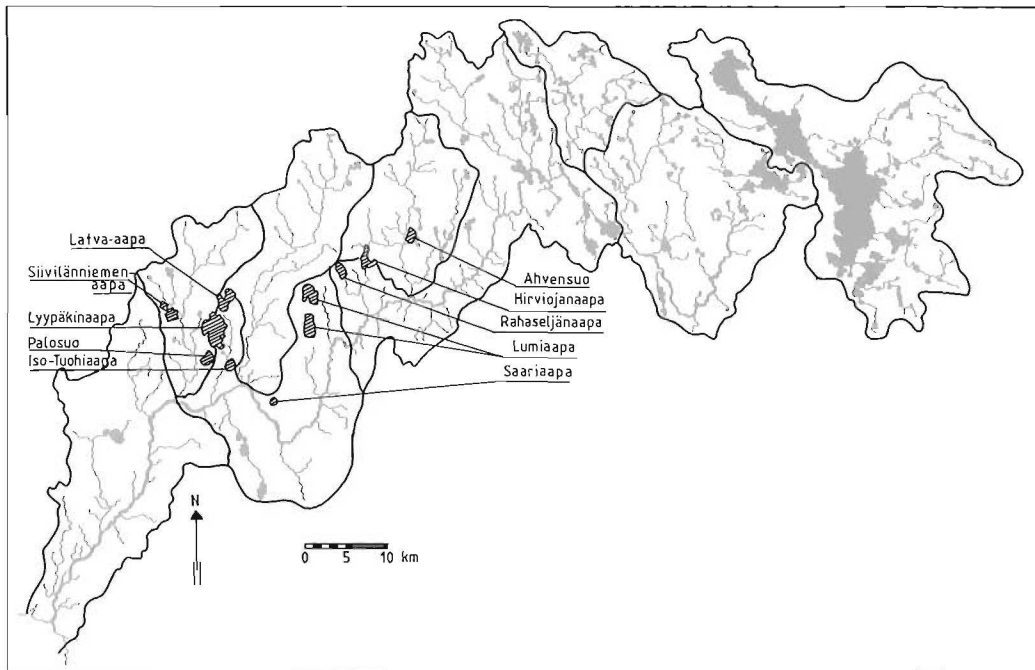 Latva-aapa
Siivilänniemen-
aapa
Lyypäkinaapa
Palosuo
Iso-Tuohiaapa
Ahvensuo
Hirviojanaapa
Rahaseljänaapa
Lumiaapa
Saariaapa
N
0 5 10 km